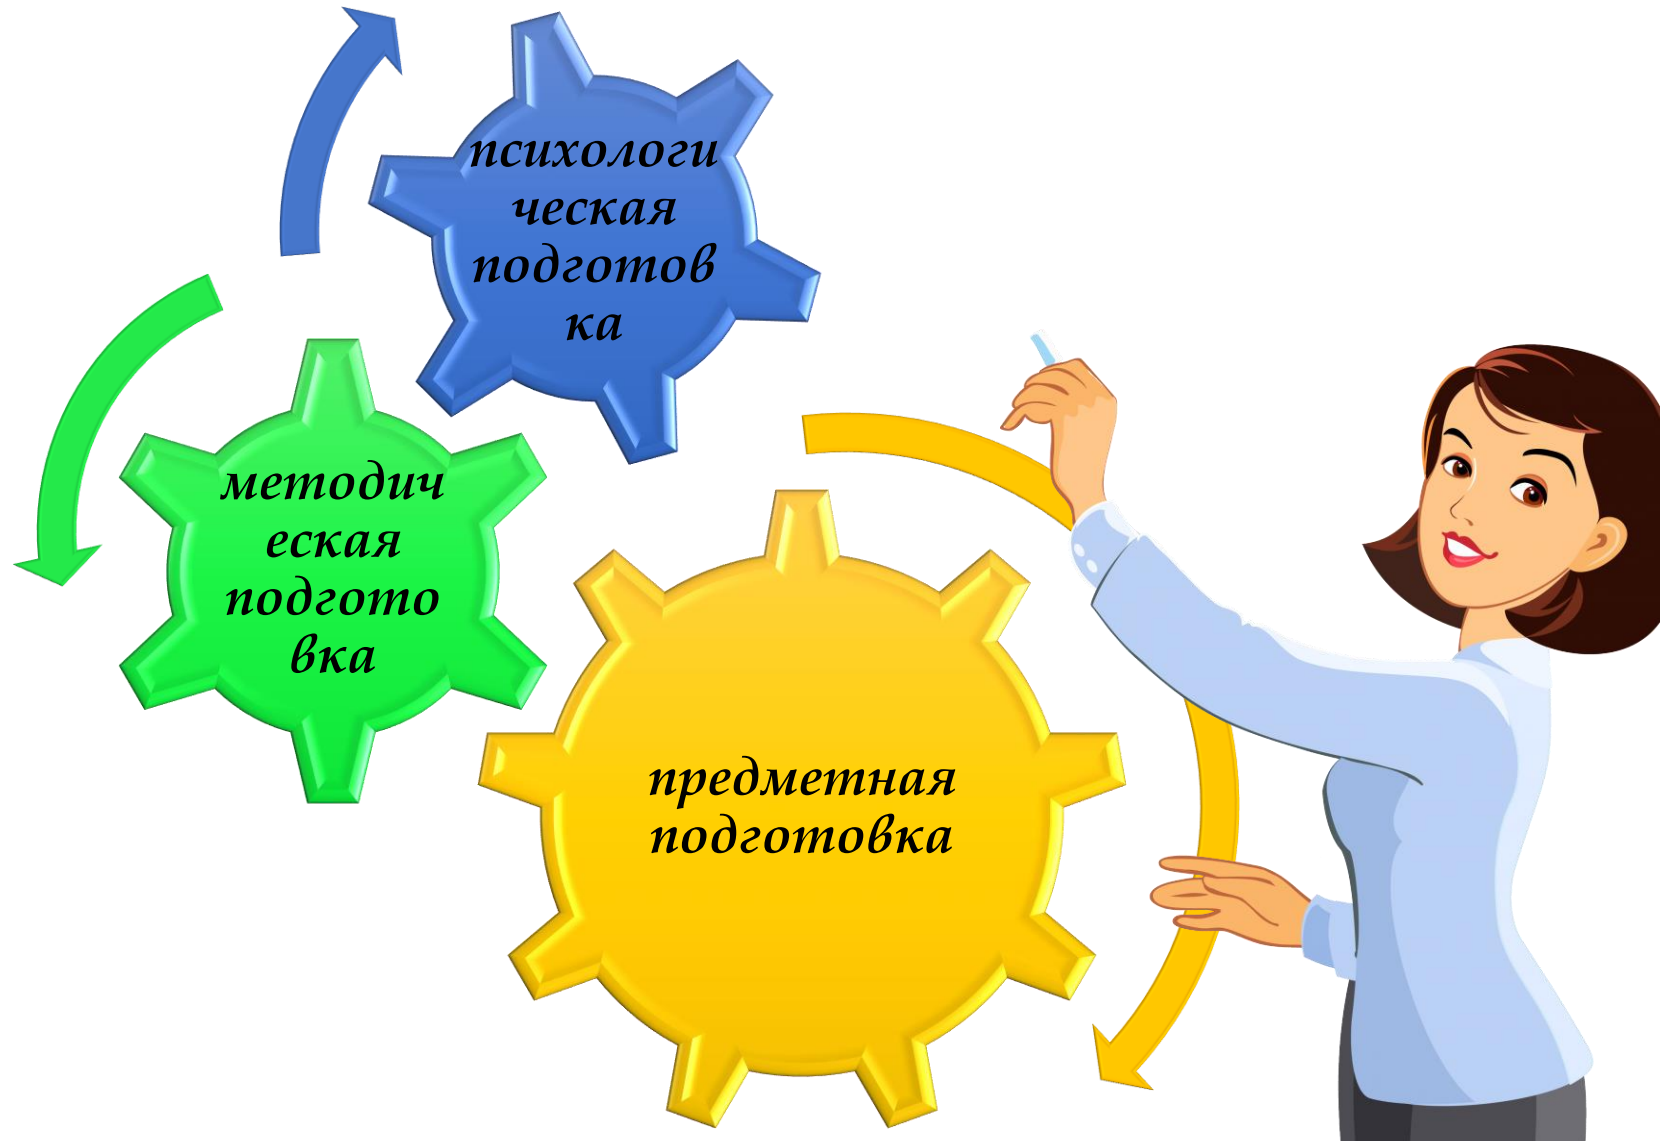 психологи
ческая
подготов
ка
методич
еская
подгото
вка
предметная
подготовка